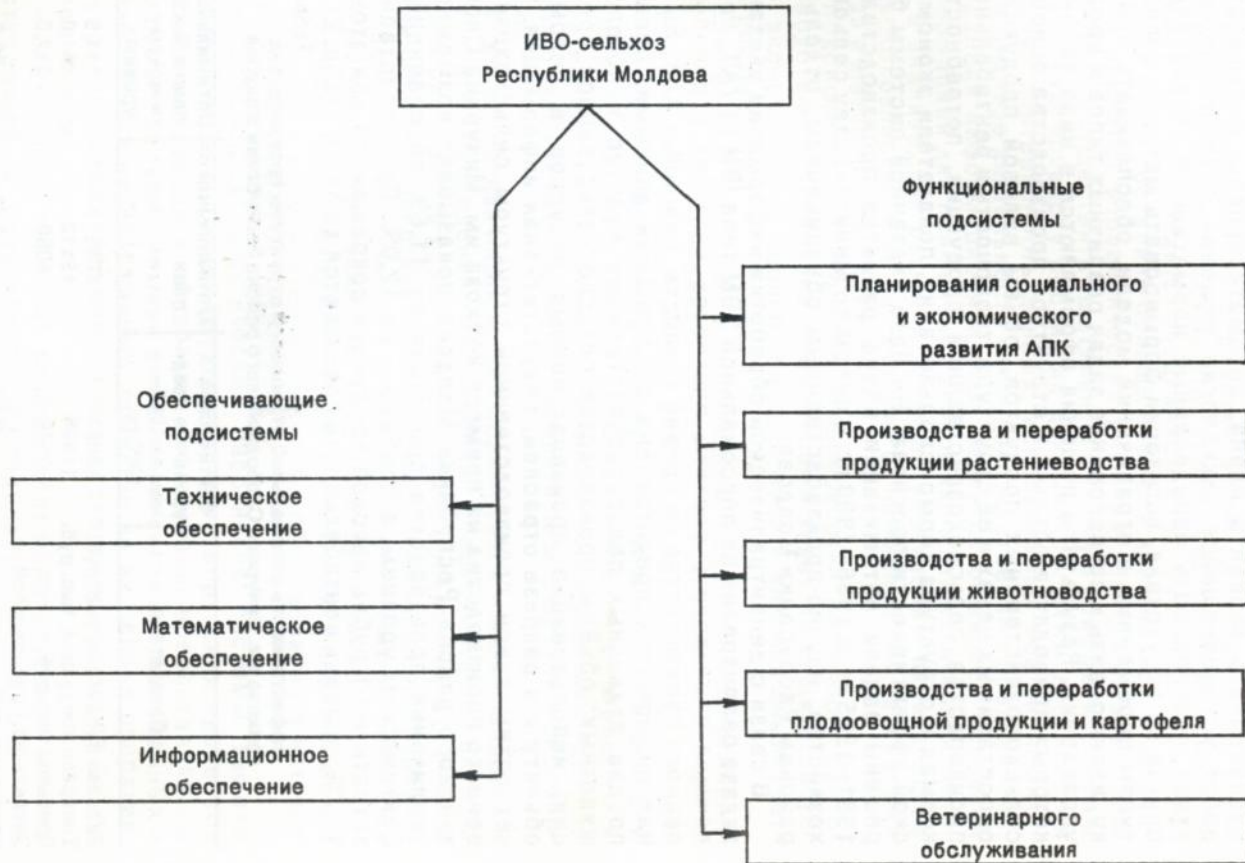 ИВО-сельхоз
Республики Молдова
Обеспечивающие
подсистемы
Техническое
обеспечение
Математическое
обеспечение
Информационное
обеспечение
Функциональные
подсистемы
Планирования социального
и экономического
развития АПК
Производства и переработки
продукции растениеводства
Производства и переработки
продукции животноводства
Производства и переработки
плодоовощной продукции и картофеля
Ветеринарного
обслуживания